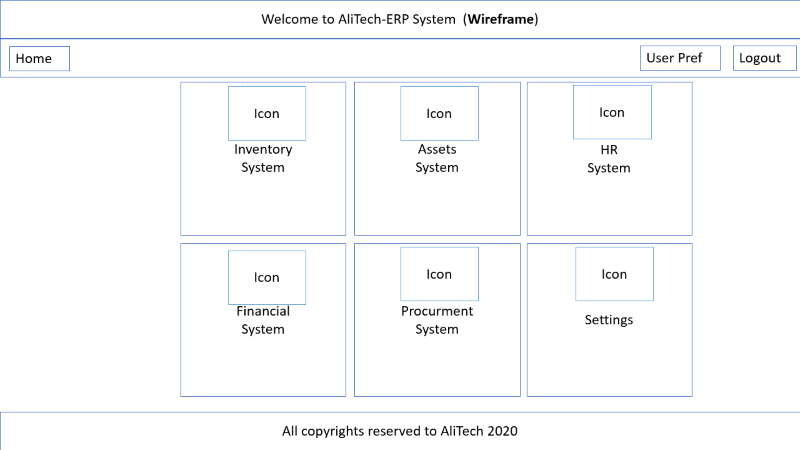 Welcome to AliTech-ERP System (Wireframe)
Home
User Pref
Logout
Icon
Inventory
System
Icon
Assets
System
Icon
HR
System
Icon
Financial
System
Icon
Procurment
System
Icon
Settings
All copyrights reserved to AliTech 2020